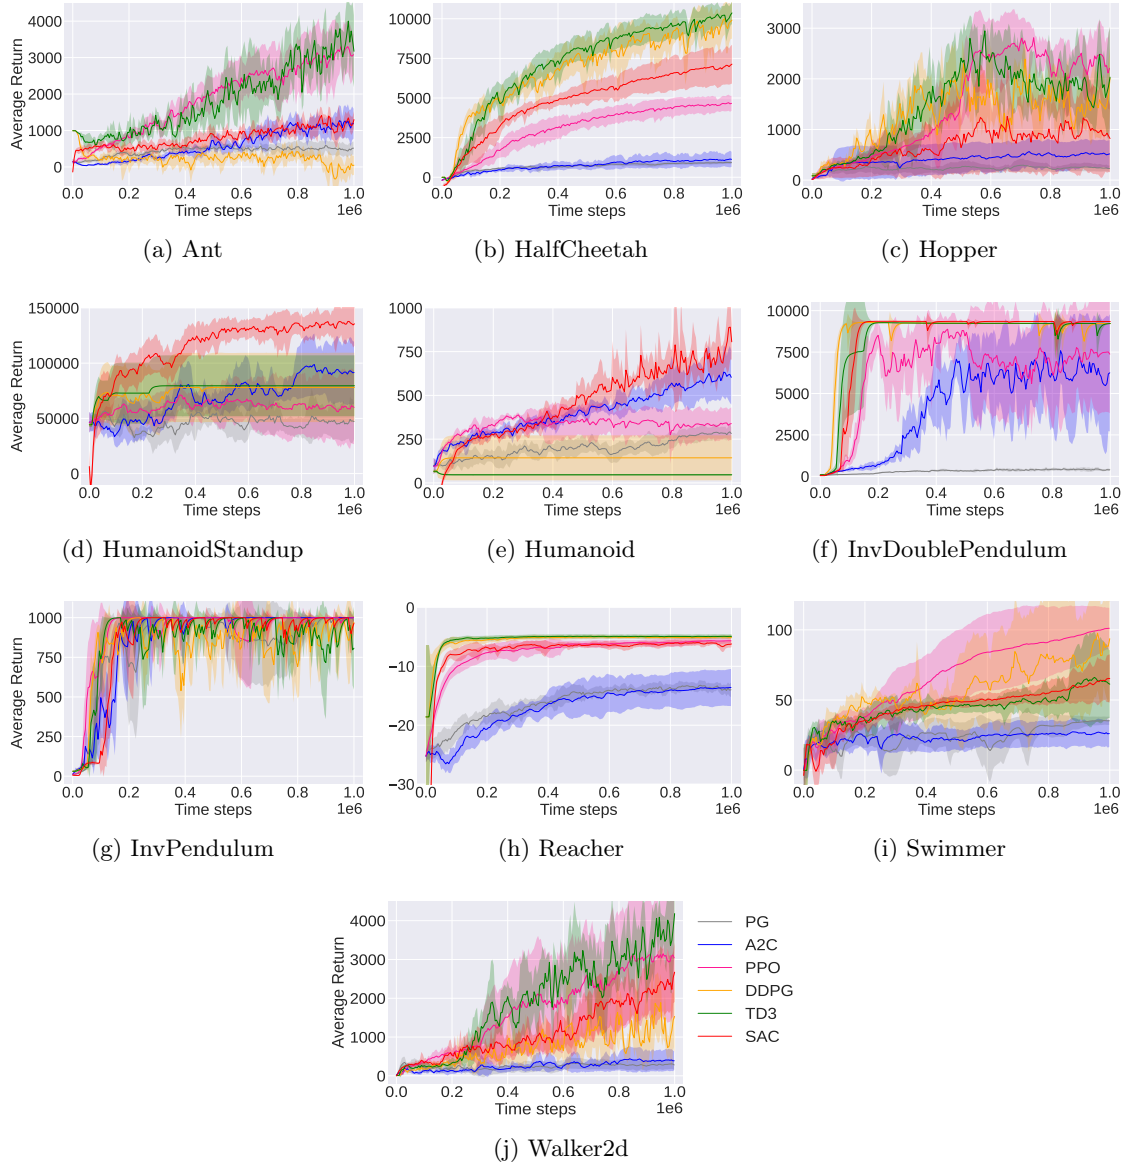 Average Return
4000
3000
2000
1000
0
0.0 0.2 0.4 0.6 0.8 1.0
Time steps
1e6
(a) Ant
10000
7500
5000
2500
0
0.0 0.2 0.4 0.6 0.8 1.0
Time steps
1e6
(b) HalfCheetah
3000
2000
1000
0
0.0 0.2 0.4 0.6 0.8 1.0
Time steps
1e6
(c) Hopper
Average Return
150000
100000
50000
0
0.0 0.2 0.4 0.6 0.8 1.0
Time steps
1e6
(d) HumanoidStandup
1000
750
500
250
0
0.0 0.2 0.4 0.6 0.8 1.0
Time steps
1e6
(e) Humanoid
10000
7500
5000
2500
0
0.0 0.2 0.4 0.6 0.8 1.0
Time steps
1e6
(f) InvDoublePendulum
Average Return
1000
750
500
250
0
0.0 0.2 0.4 0.6 0.8 1.0
Time steps
1e6
(g) InvPendulum
0
−10
−20
−30
0.0 0.2 0.4 0.6 0.8 1.0
Time steps
1e6
(h) Reacher
100
50
0
0.0 0.2 0.4 0.6 0.8 1.0
Time steps
1e6
(i) Swimmer
Average Return
4000
3000
2000
1000
0
0.0 0.2 0.4 0.6 0.8 1.0
Time steps
1e6
PG
A2C
PPO
DDPG
TD3
SAC
(j) Walker2d